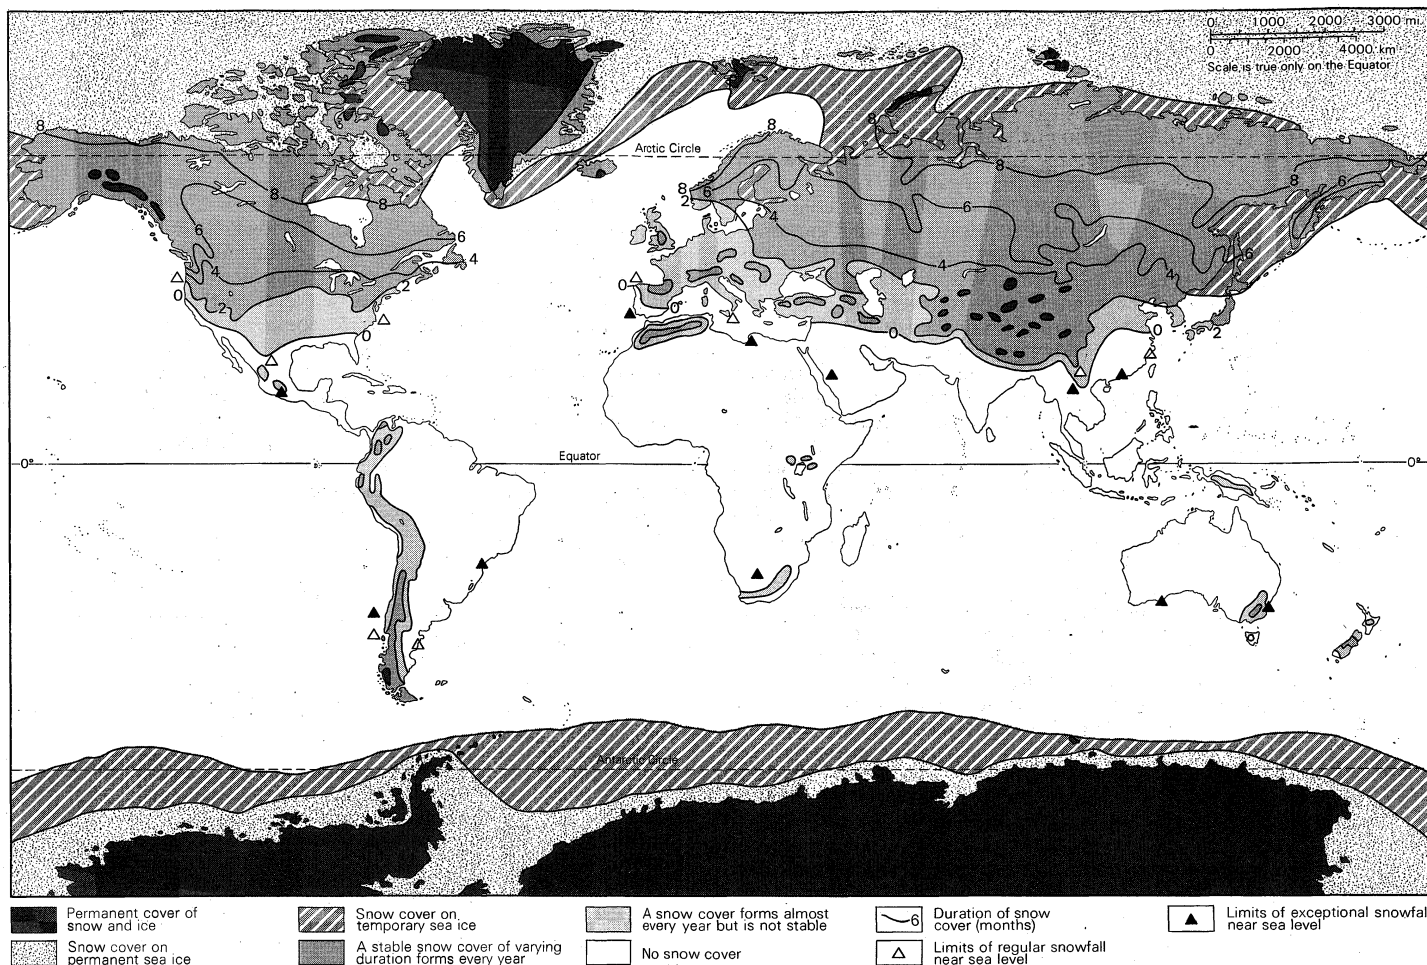 0 1000 2000 3000 mi.
0 2000 4000 km
Scale is true only on the Equator
8
8
Arctic Circle
8
8
8
8
8
6
8
6
2
6
8
6
4
6
6
4
4
4
6
0
2
2
0
0°
0
0
0
2
0°
Equator
0°
Antarctic Circle
Permanent cover of
snow and ice
Snow cover on
permanent sea ice
Snow cover on
temporary sea ice
A stable snow cover of varying
duration forms every year
A snow cover forms almost
every year but is not stable
No snow cover
6
Duration of snow
cover (months)
Limits of regular snowfall
near sea level
Limits of exceptional snowfall
near sea level